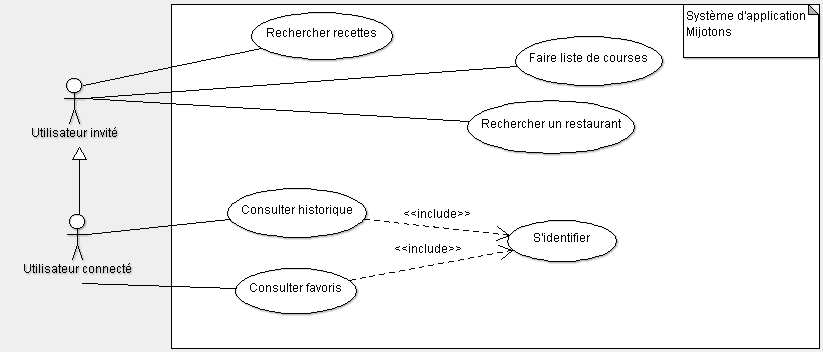 Système d'application
Mijotons
Rechercher recettes
Faire liste de courses
Rechercher un restaurant
Utilisateur invité
Consulter historique
<<include>>
S'identifier
<<include>>
Utilisateur connecté
Consulter favoris